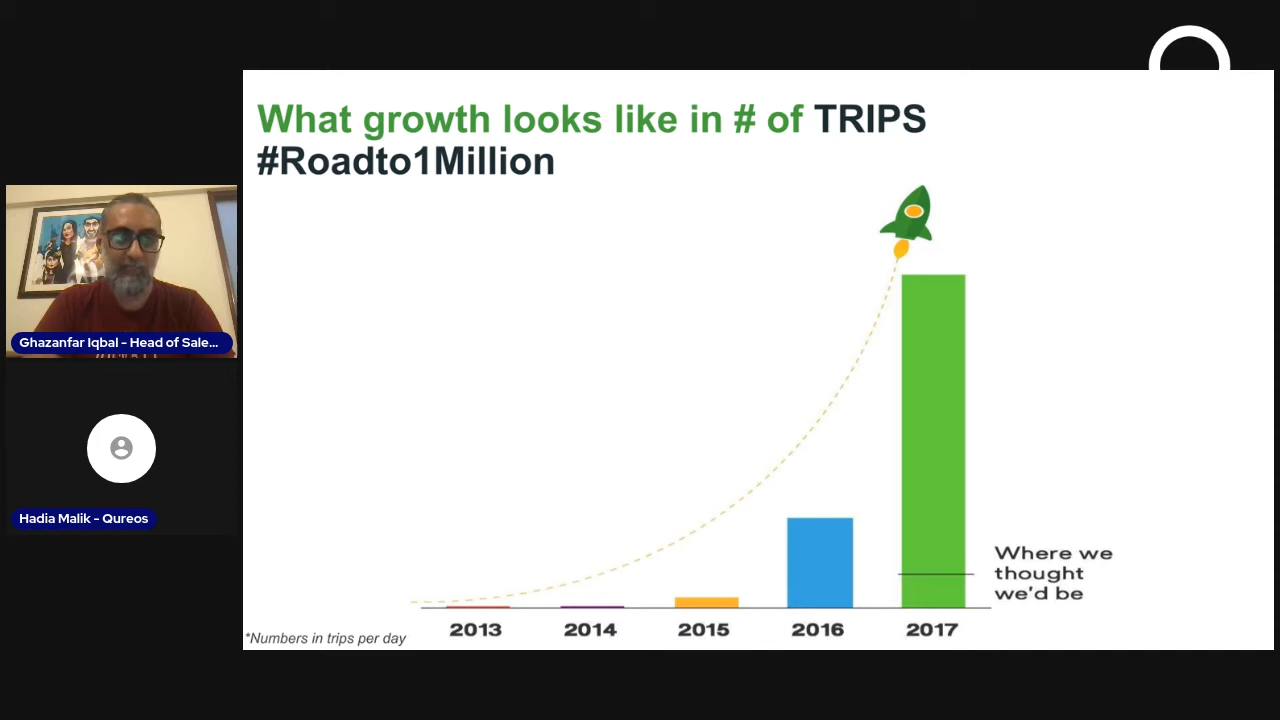 What growth looks like in # of TRIPS
#Roadto1Million
Ghazanfar Iqbal - Head of Sale...
Hadia Malik - Qureos
Where we
thought
we'd be
2013 2014 2015 2016 2017
*Numbers in trips per day